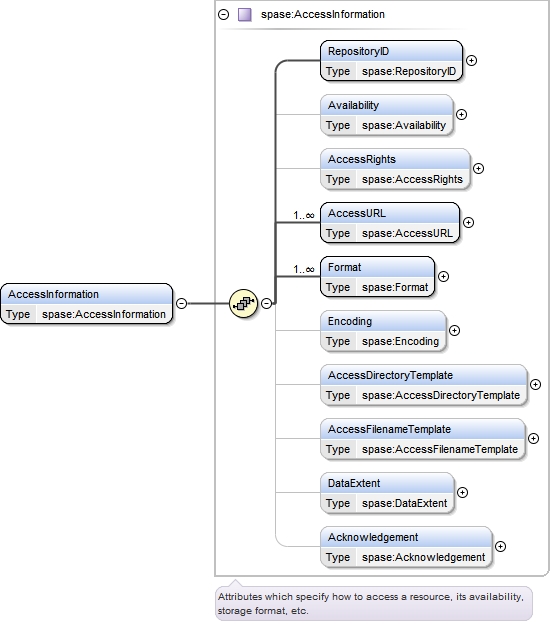 spase:AccessInformation
RepositoryID
Type spase:RepositoryID
Availability
Type spase:Availability
AccessRights
Type spase:AccessRights
1..∞
AccessURL
Type spase:AccessURL
1..∞
Format
Type spase:Format
AccessInformation
Type spase:AccessInformation
Encoding
Type spase:Encoding
AccessDirectoryTemplate
Type spase:AccessDirectoryTemplate
AccessFilenameTemplate
Type spase:AccessFilenameTemplate
DataExtent
Type spase:DataExtent
Acknowledgement
Type spase:Acknowledgement
Attributes which specify how to access a resource, its availability,
storage format, etc.